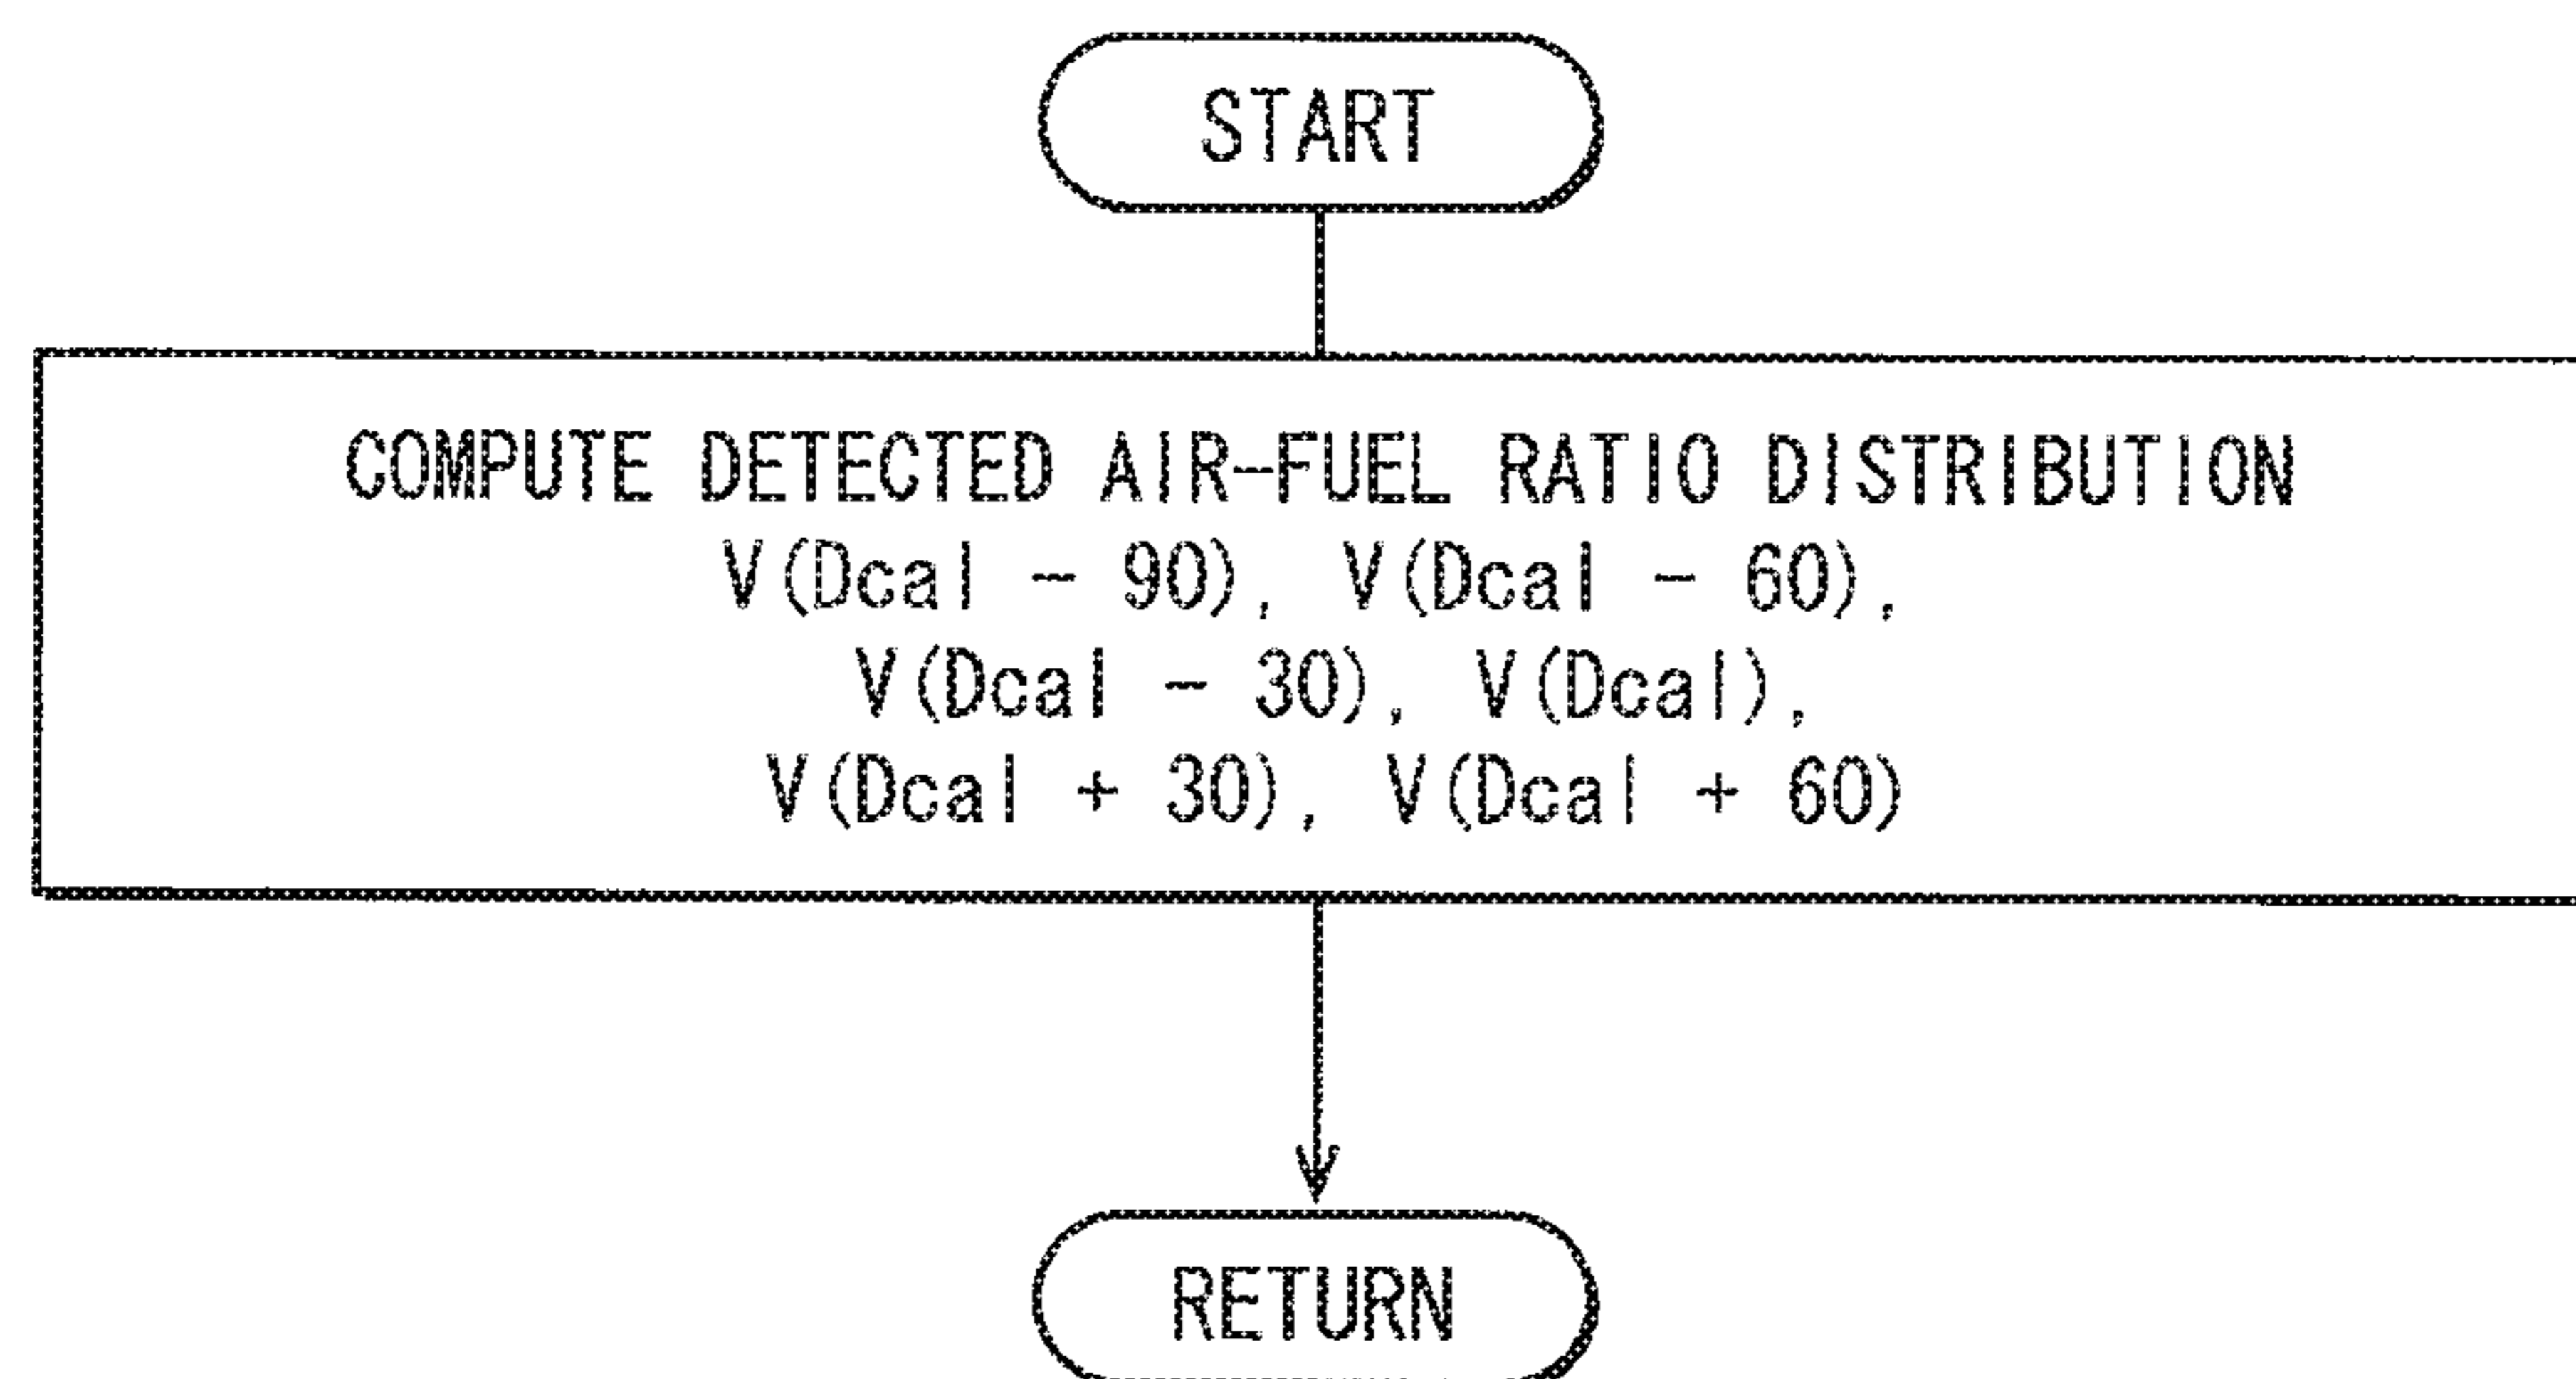 START
COMPUTE DETECTED AIR-FUEL RATIO DISTRIBUTION
V(Dcal - 90), V(Dcal - 60),
V(Dcal - 30), V(Dcal),
V(Dcal + 30), V(Dcal + 60)
RETURN